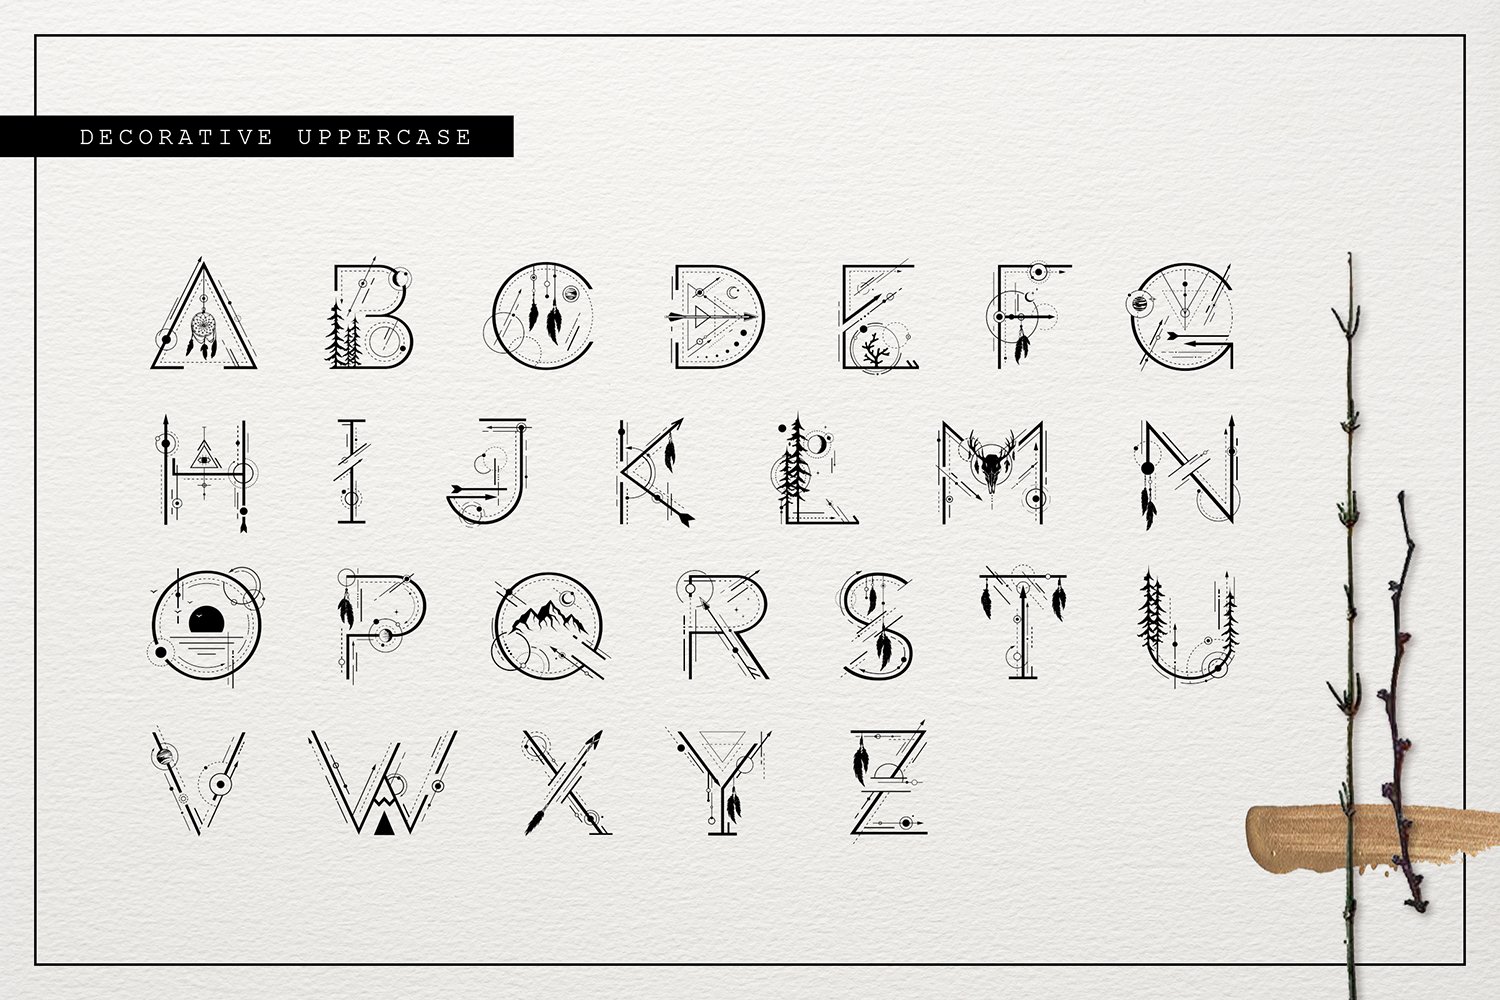 DECORATIVE UPPERCASE
A B C D E F G
H I J K L M N
O P Q R S T U
V W X Y Z